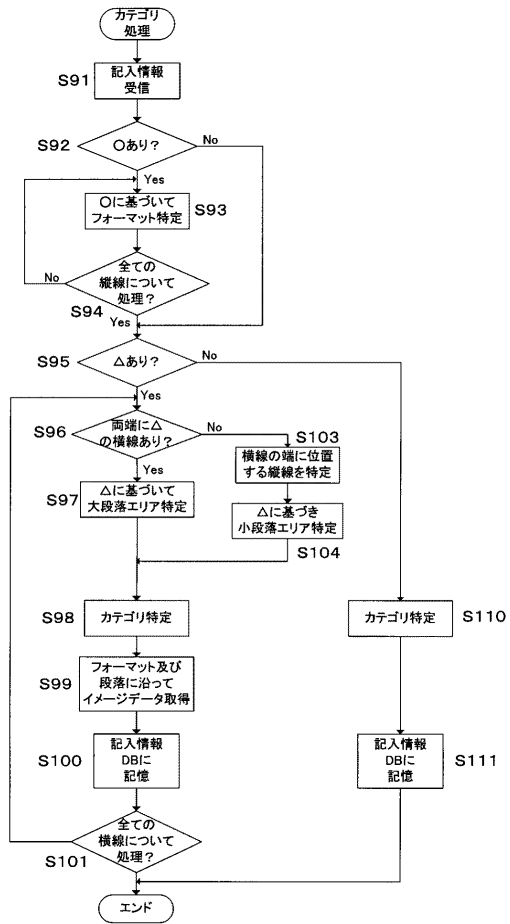 カテゴリ
処理
S91
記入情報
受信
S92
〇あり?
No
Yes
〇に基づいて
フォーマット特定
S93
全ての
縦線について
処理?
No
S94
Yes
S95
△あり?
No
Yes
S96
両端に△
の横線あり?
No
Yes
S103
横線の端に位置
する縦線を特定
S97
△に基づいて
大段落エリア特定
△に基づき
小段落エリア特定
S104
S98
カテゴリ特定
カテゴリ特定
S110
S99
フォーマット及び
段落に沿って
イメージデータ取得
S100
記入情報
DBに
記憶
記入情報
DBに
記憶
S111
全ての
横線について
処理?
S101
エンド